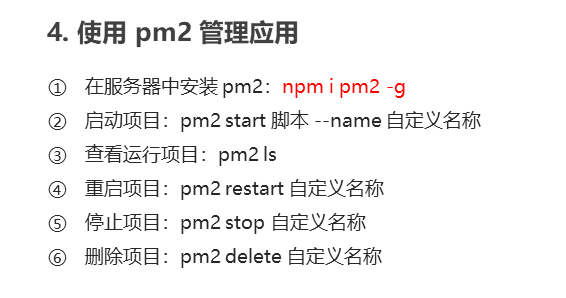 4. 使用 pm2 管理应用
① 在服务器中安装 pm2：npm i pm2 -g
② 启动项目：pm2 start 脚本 --name 自定义名称
③ 查看运行项目：pm2 ls
④ 重启项目：pm2 restart 自定义名称
⑤ 停止项目：pm2 stop 自定义名称
⑥ 删除项目：pm2 delete 自定义名称